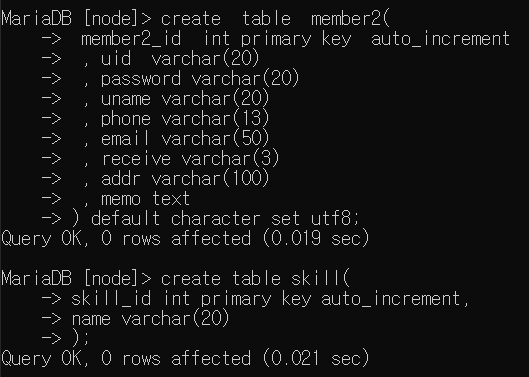 MariaDB [node]> create  table  member2(
    ->  member2_id  int primary key  auto_increment
    ->  , uid  varchar(20)
    ->  , password varchar(20)
    ->  , uname varchar(20)
    ->  , phone varchar(13)
    ->  , email varchar(50)
    ->  , receive varchar(3)
    ->  , addr varchar(100)
    ->  , memo text
    -> ) default character set utf8;
Query OK, 0 rows affected (0.019 sec)

MariaDB [node]> create table skill(
    -> skill_id int primary key auto_increment,
    -> name varchar(20)
    -> );
Query OK, 0 rows affected (0.021 sec)